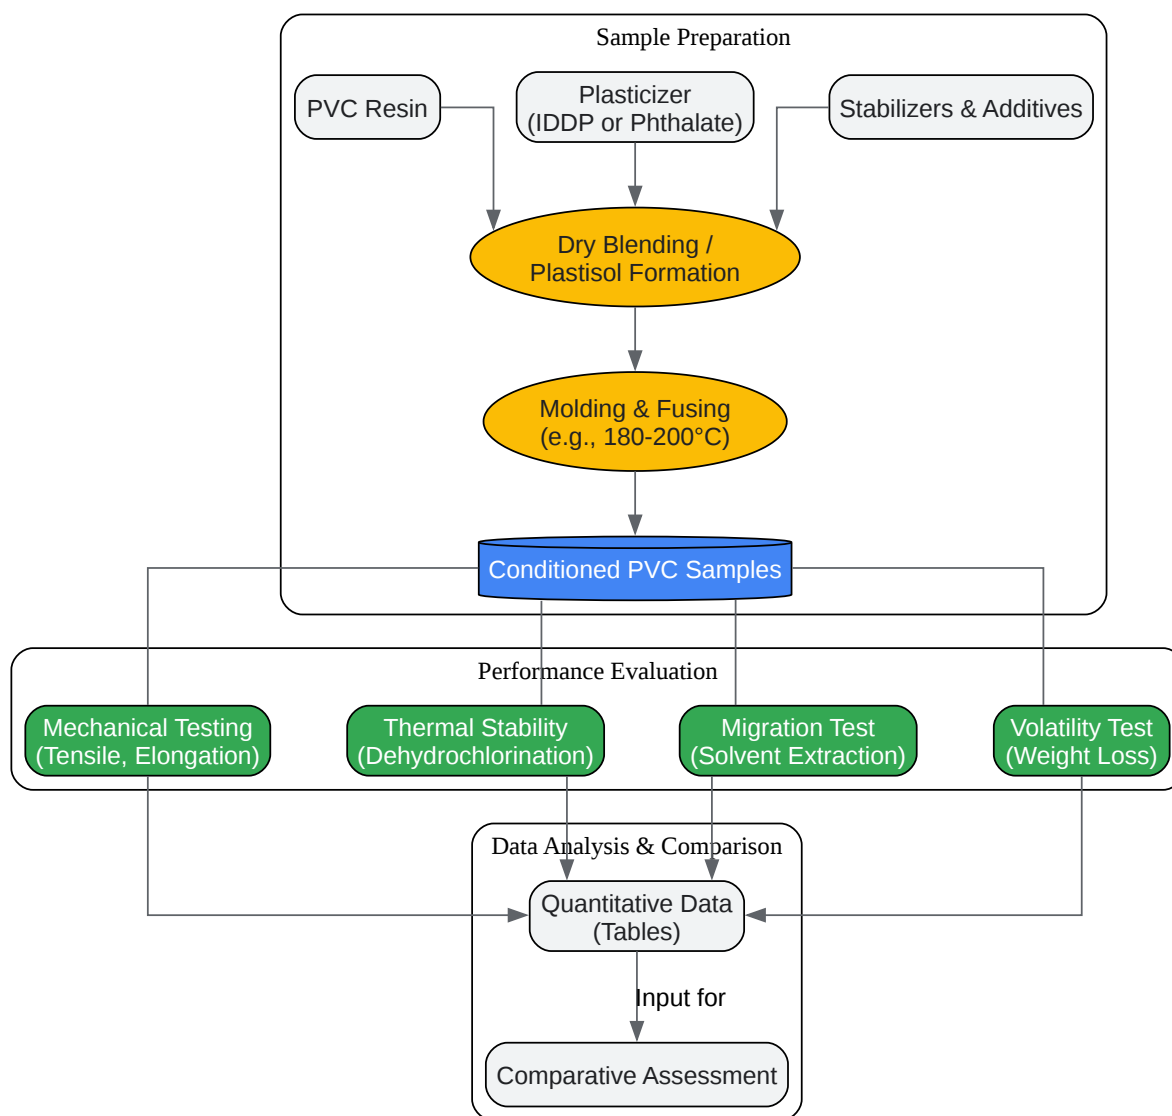 Sample Preparation
PVC Resin
Plasticizer
(IDDP or Phthalate)
Stabilizers & Additives
Dry Blending /
Plastisol Formation
Molding & Fusing
(e.g., 180-200°C)
Conditioned PVC Samples
Performance Evaluation
Mechanical Testing
(Tensile, Elongation)
Thermal Stability
(Dehydrochlorination)
Migration Test
(Solvent Extraction)
Volatility Test
(Weight Loss)
Data Analysis & Comparison
Quantitative Data
(Tables)
Input for
Comparative Assessment